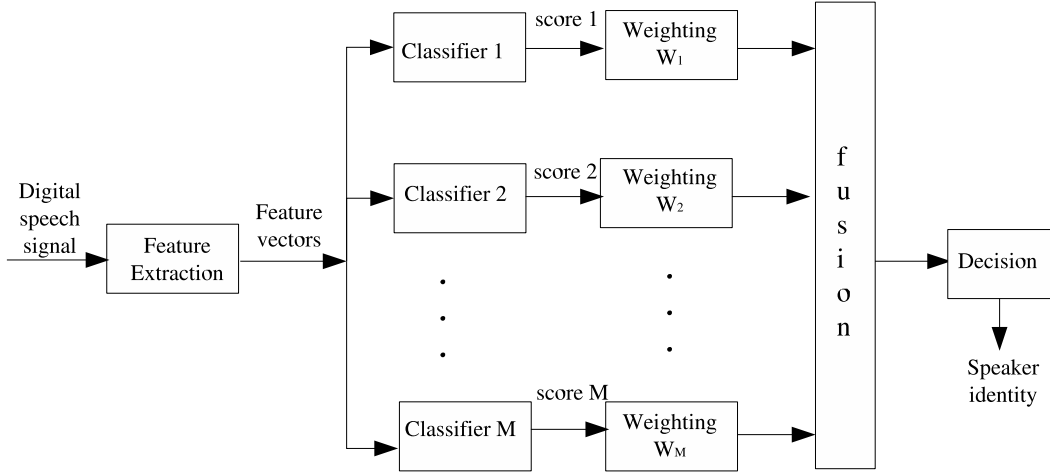 Digital
speech
signal
Feature
Extraction
Feature
vectors
Classifier 1
score 1
Weighting
W₁
Classifier 2
score 2
Weighting
W₂
Classifier M
score M
Weighting
W_M
f
u
s
i
o
n
Decision
Speaker
identity